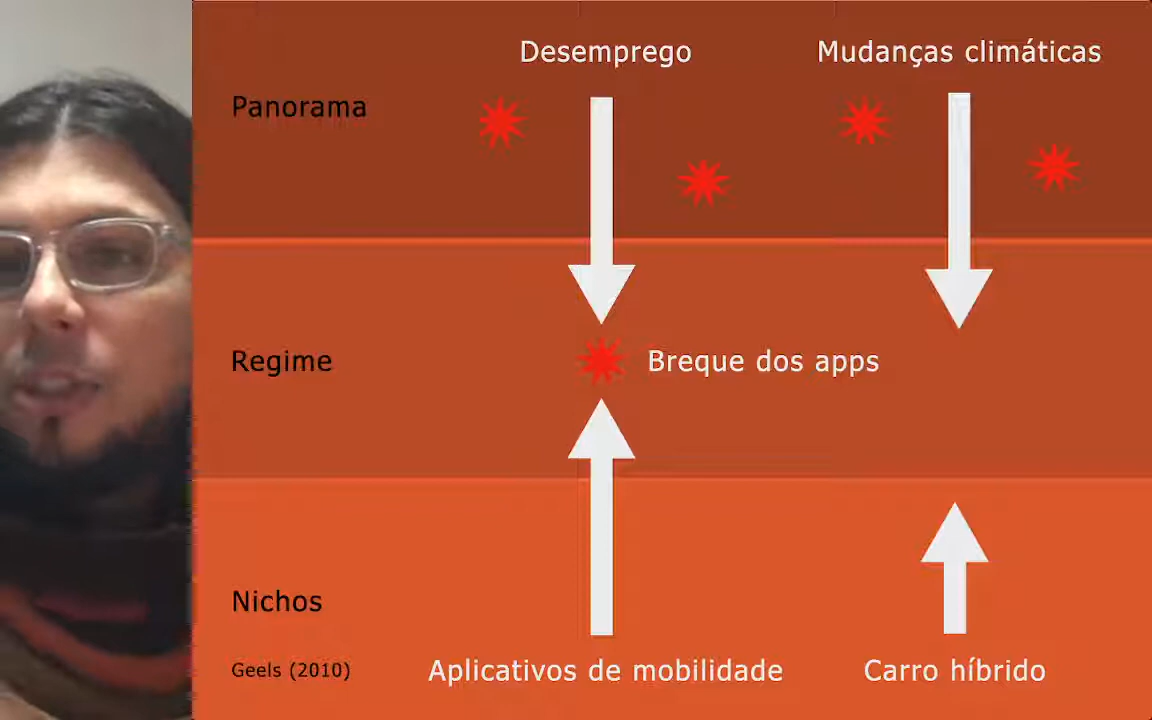 Desemprego
Mudanças climáticas
Panorama
Regime
Breque dos apps
Nichos
Geels (2010)
Aplicativos de mobilidade
Carro híbrido